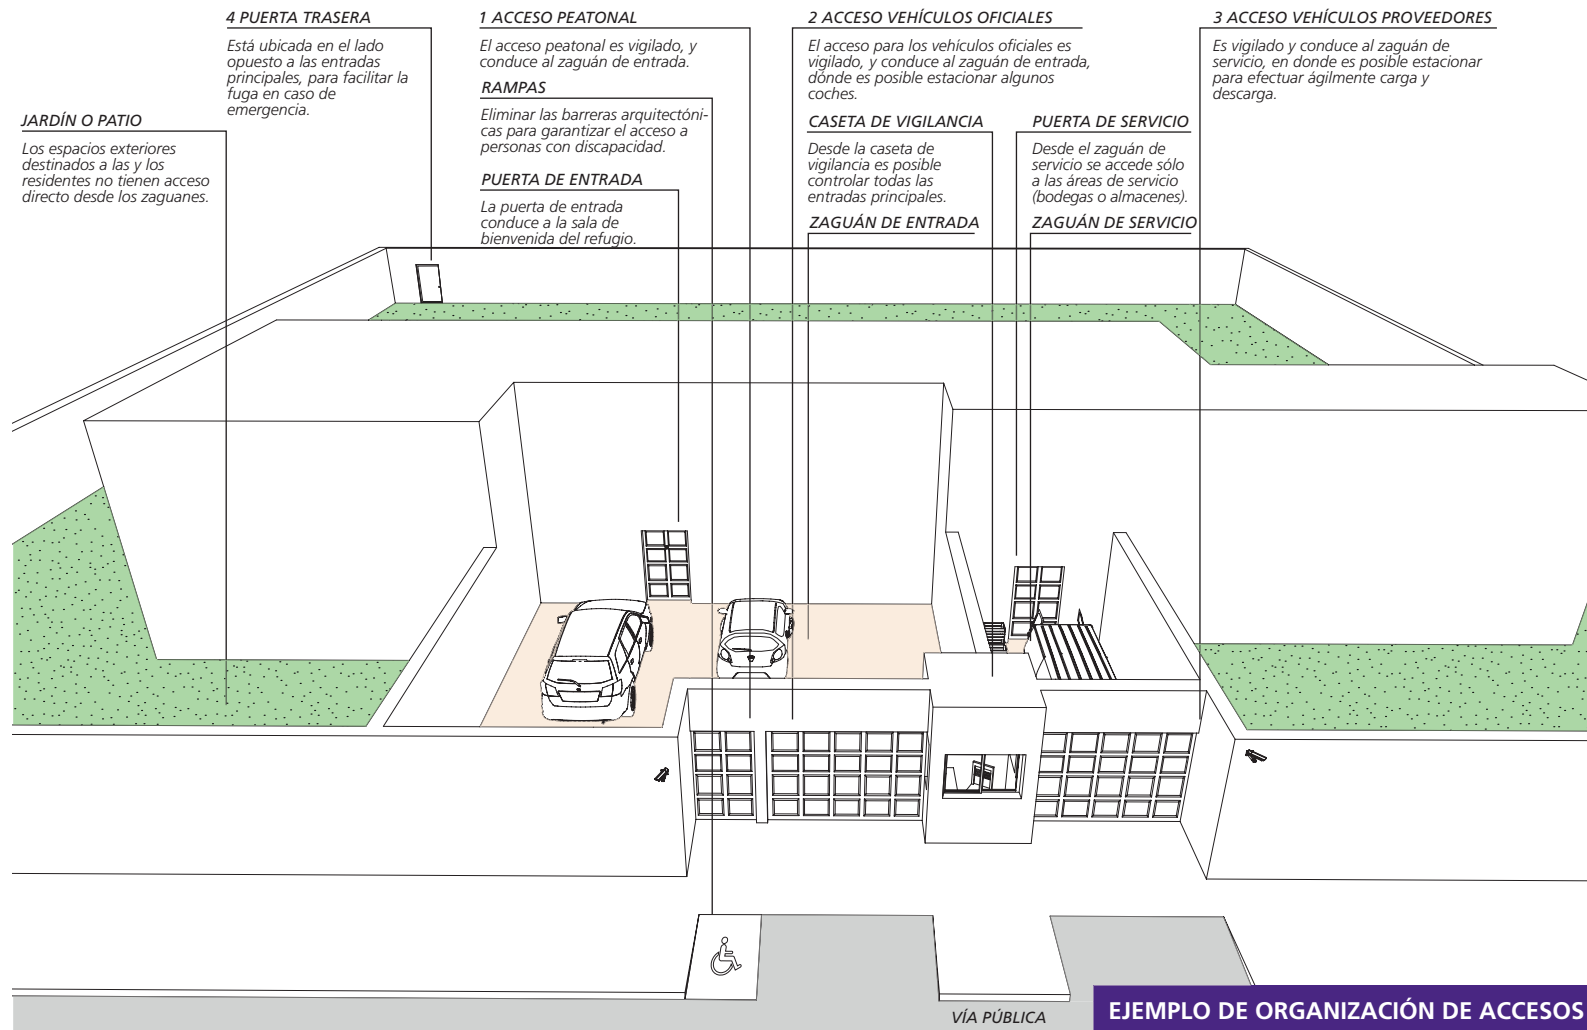 4 PUERTA TRASERA
Está ubicada en el lado
opuesto a las entradas
principales, para facilitar la
fuga en caso de
emergencia.
JARDÍN O PATIO
Los espacios exteriores
destinados a las y los
residentes no tienen acceso
directo desde los zaguanes.
1 ACCESO PEATONAL
El acceso peatonal es vigilado, y
conduce al zaguán de entrada.
RAMPAS
Eliminar las barreras arquitectóni-
cas para garantizar el acceso a
personas con discapacidad.
PUERTA DE ENTRADA
La puerta de entrada
conduce a la sala de
bienvenida del refugio.
2 ACCESO VEHÍCULOS OFICIALES
El acceso para los vehículos oficiales es
vigilado, y conduce al zaguán de entrada,
dónde es posible estacionar algunos
coches.
CASETA DE VIGILANCIA
Desde la caseta de
vigilancia es posible
controlar todas las
entradas principales.
ZAGUÁN DE ENTRADA
3 ACCESO VEHÍCULOS PROVEEDORES
Es vigilado y conduce al zaguán de
servicio, en donde es posible estacionar
para efectuar ágilmente carga y
descarga.
PUERTA DE SERVICIO
Desde el zaguán de
servicio se accede sólo
a las áreas de servicio
(bodegas o almacenes).
ZAGUÁN DE SERVICIO
VÍA PÚBLICA
EJEMPLO DE ORGANIZACIÓN DE ACCESOS